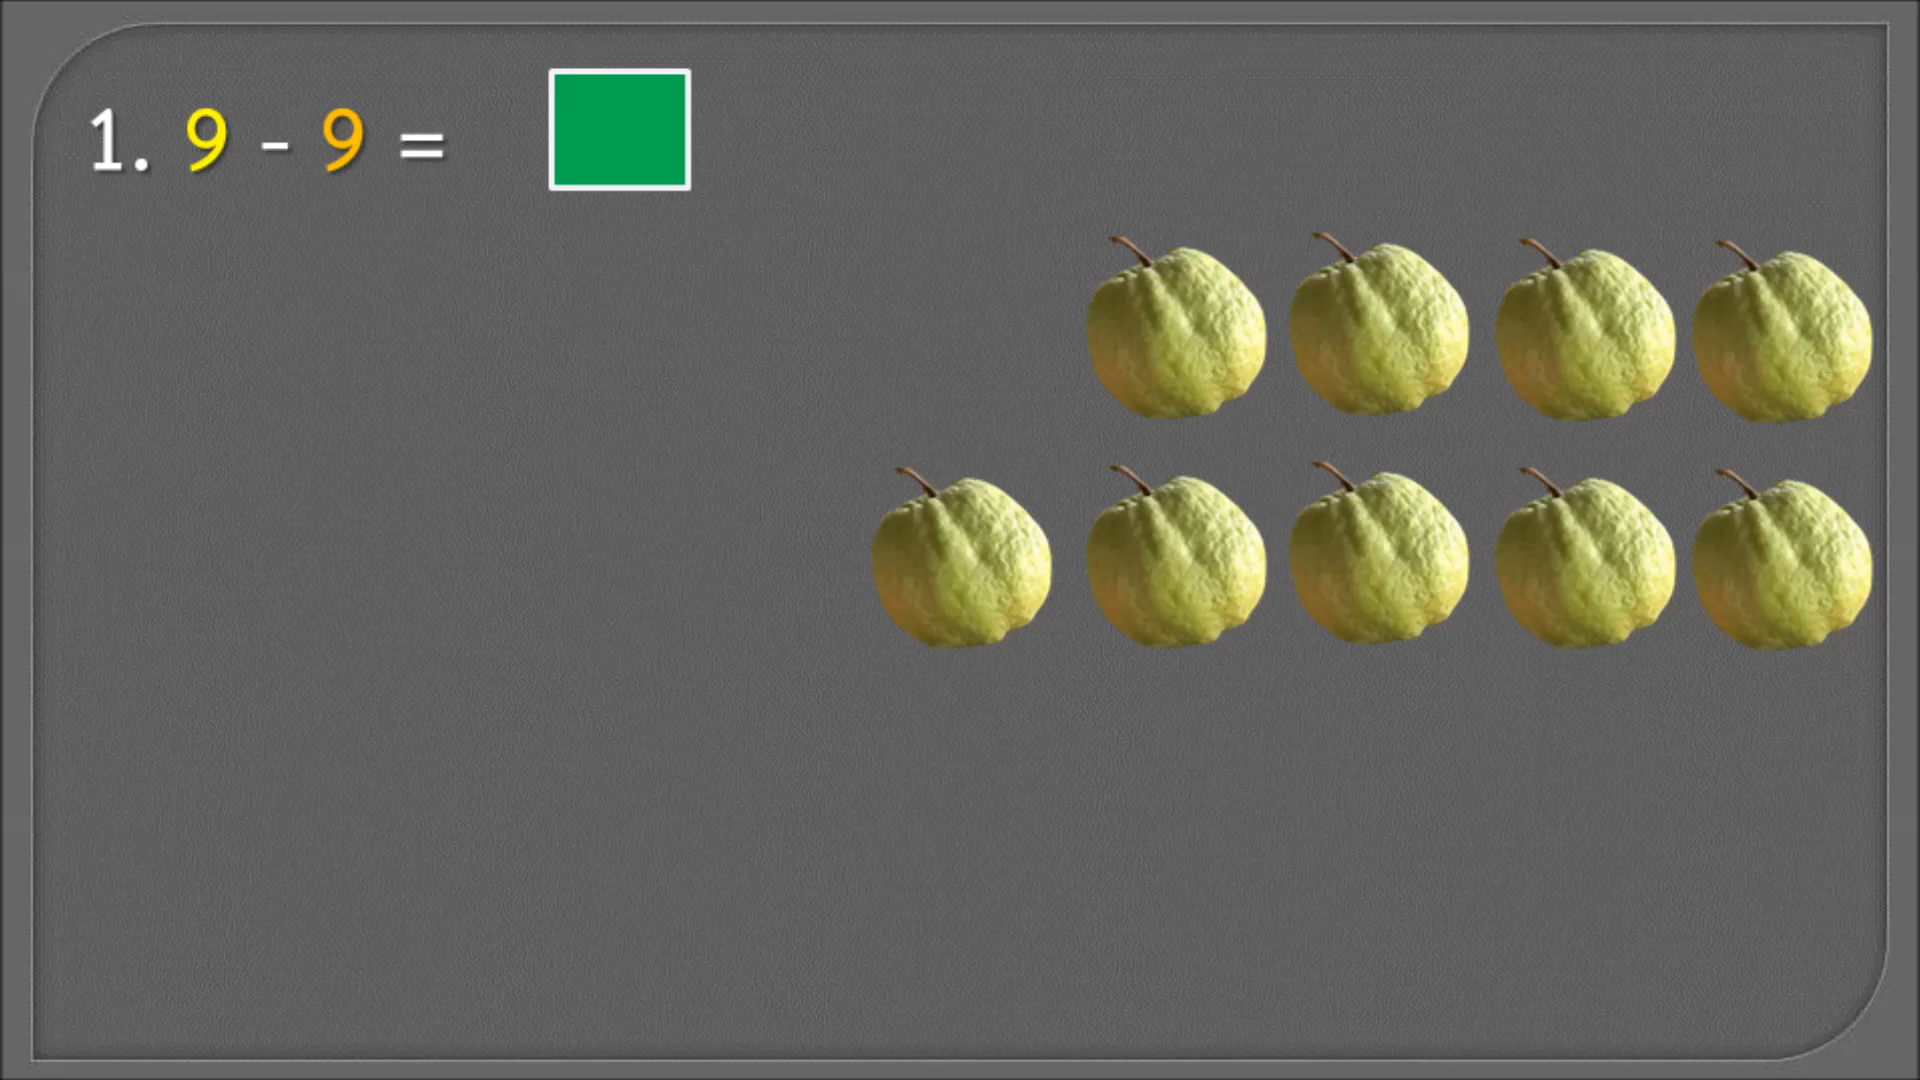 1. 9 - 9 =